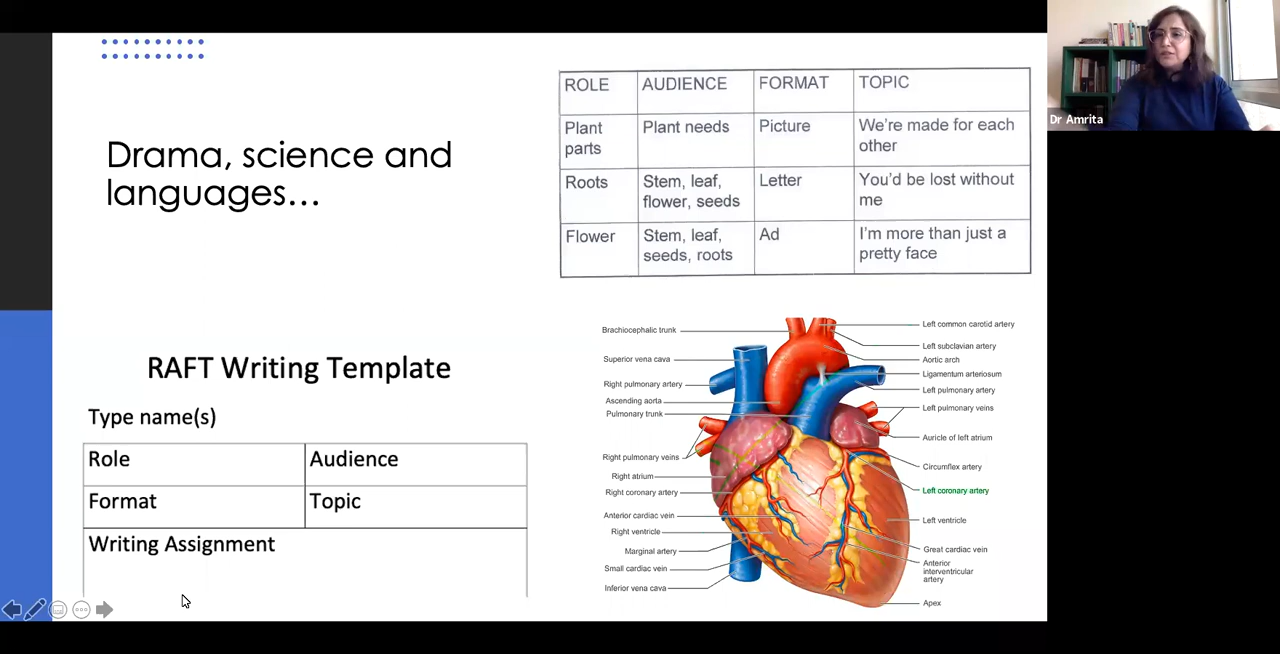 Drama, science and
languages...
ROLE AUDIENCE FORMAT TOPIC
Plant parts Plant needs Picture We're made for each other
Roots Stem, leaf, flower, seeds Letter You'd be lost without me
Flower Stem, leaf, seeds, roots Ad I'm more than just a pretty face
RAFT Writing Template
Type name(s)
Role Audience
Format Topic
Writing Assignment
Brachiocephalic trunk
Superior vena cava
Right pulmonary artery
Ascending aorta
Pulmonary trunk
Right pulmonary veins
Right atrium
Right coronary artery
Anterior cardiac vein
Right ventricle
Marginal artery
Small cardiac vein
Inferior vena cava
Left common carotid artery
Left subclavian artery
Aortic arch
Ligamentum arteriosum
Left pulmonary artery
Left pulmonary veins
Auricle of left atrium
Circumflex artery
Left coronary artery
Left ventricle
Great cardiac vein
Anterior
interventricular
artery
Apex
Dr Amrita